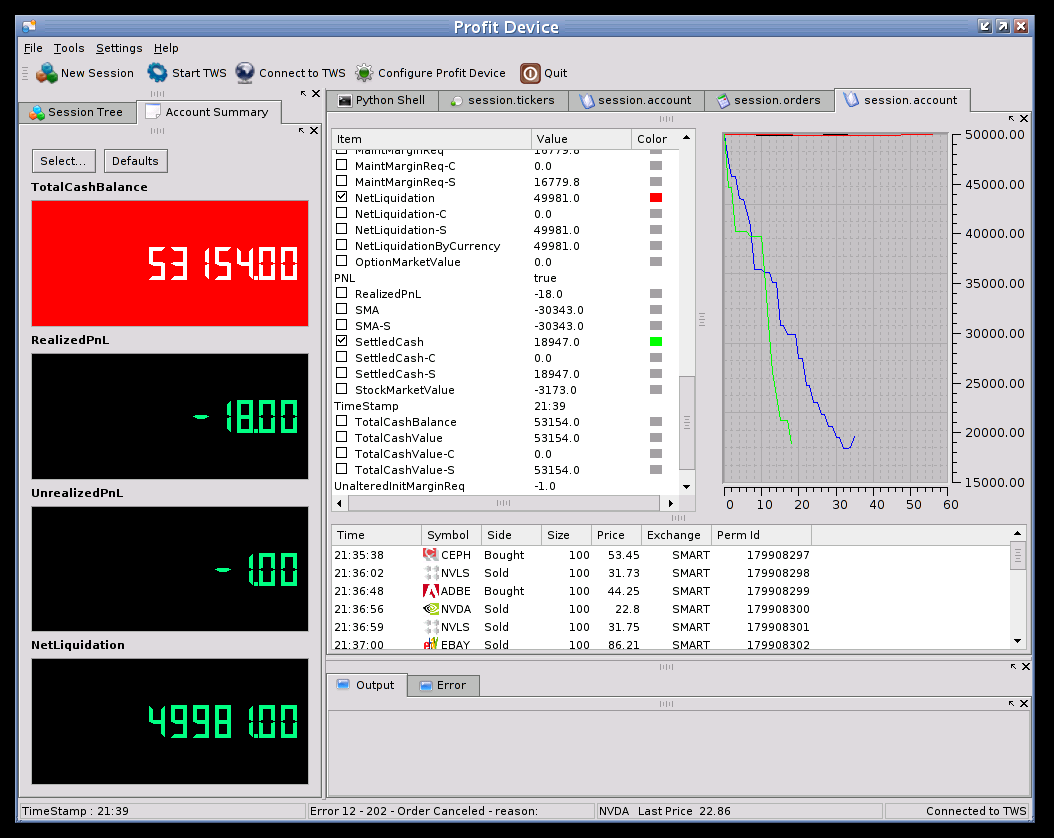 Profit Device
File Tools Settings Help
New Session Start TWS Connect to TWS Configure Profit Device Quit
Session Tree Account Summary
Select... Defaults
TotalCashBalance
53154.00
RealizedPnL
-18.00
UnrealizedPnL
-1.00
NetLiquidation
49981.00
Python Shell session.tickers session.account session.orders session.account
Item Value Color
MaintMarginReq 16779.8
MaintMarginReq-C 0.0
MaintMarginReq-S 16779.8
NetLiquidation 49981.0
NetLiquidation-C 0.0
NetLiquidation-S 49981.0
NetLiquidationByCurrency 49981.0
OptionMarketValue 0.0
PNL true
RealizedPnL -18.0
SMA -30343.0
SMA-S -30343.0
SettledCash 18947.0
SettledCash-C 0.0
SettledCash-S 18947.0
StockMarketValue -3173.0
TimeStamp 21:39
TotalCashBalance 53154.0
TotalCashValue 53154.0
TotalCashValue-C 0.0
TotalCashValue-S 53154.0
UnalteredInitMarginReq -1.0
50000.00
45000.00
40000.00
35000.00
30000.00
25000.00
20000.00
15000.00
0 10 20 30 40 50 60
Time Symbol Side Size Price Exchange Perm Id
21:35:38 CEPH Bought 100 53.45 SMART 179908297
21:36:02 NVLS Sold 100 31.73 SMART 179908298
21:36:48 ADBE Bought 100 44.25 SMART 179908299
21:36:56 NVDA Sold 100 22.8 SMART 179908300
21:36:59 NVLS Sold 100 31.75 SMART 179908301
21:37:00 EBAY Sold 100 86.21 SMART 179908302
Output Error
TimeStamp : 21:39 Error 12 - 202 - Order Canceled - reason: NVDA Last Price 22.86 Connected to TWS